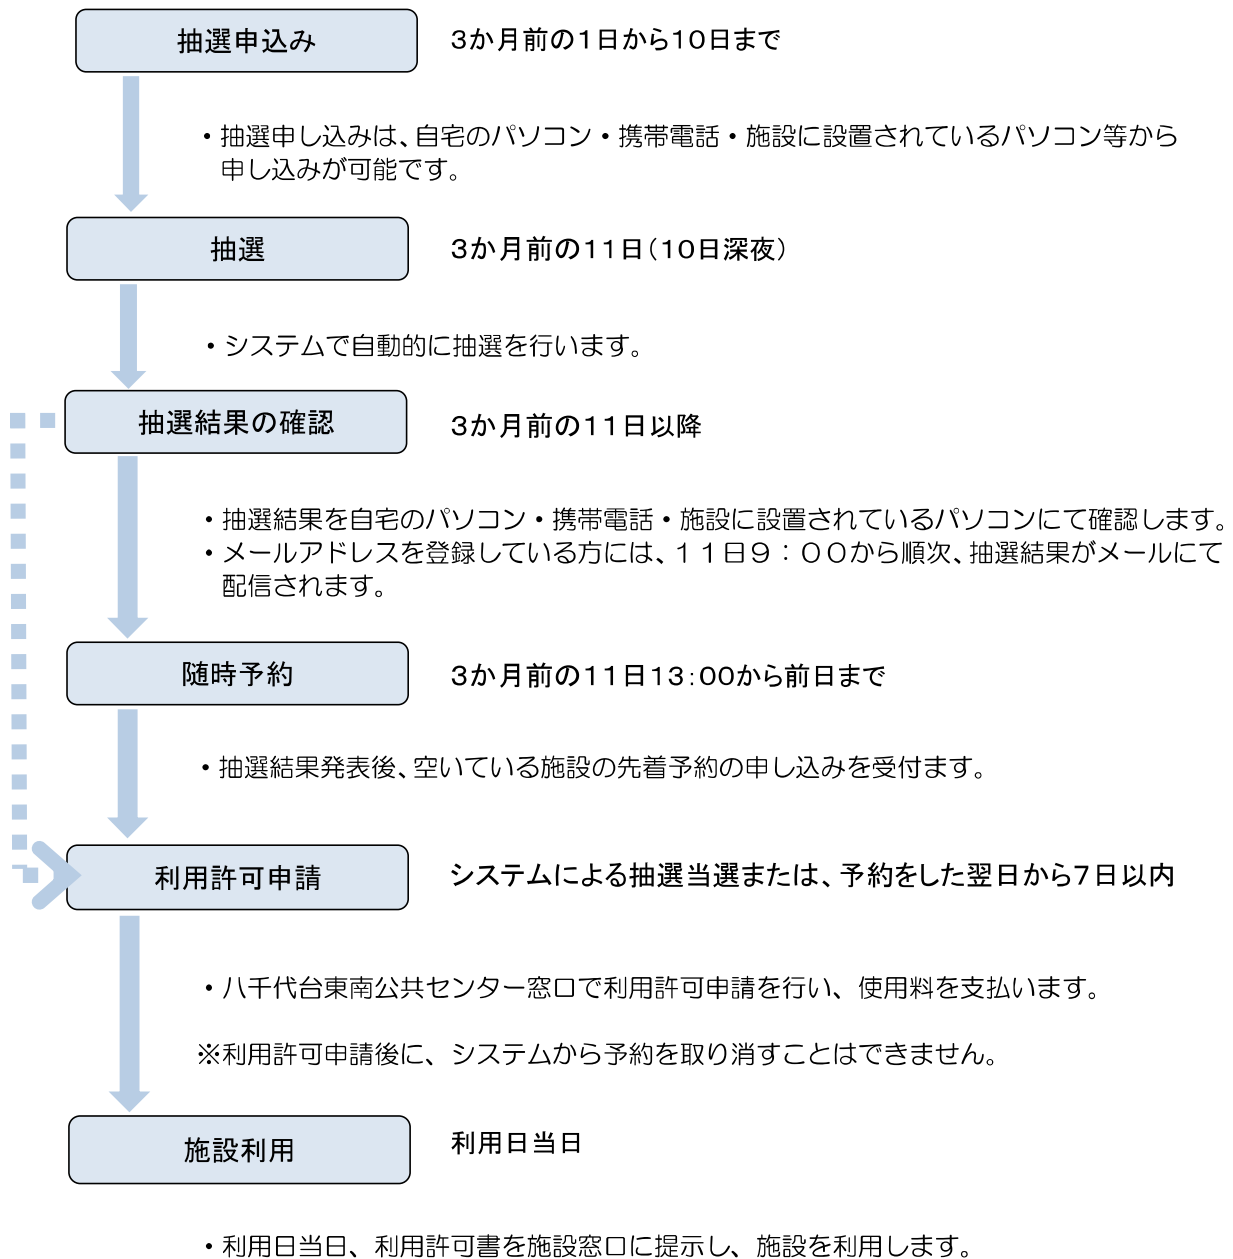 抽選申込み
3か月前の1日から10日まで
・抽選申し込みは、自宅のパソコン・携帯電話・施設に設置されているパソコン等から
申し込みが可能です。
抽選
3か月前の11日(10日深夜)
・システムで自動的に抽選を行います。
抽選結果の確認
3か月前の11日以降
・抽選結果を自宅のパソコン・携帯電話・施設に設置されているパソコンにて確認します。
・メールアドレスを登録している方には、11日9：00から順次、抽選結果がメールにて
配信されます。
随時予約
3か月前の11日13:00から前日まで
・抽選結果発表後、空いている施設の先着予約の申し込みを受付ます。
利用許可申請
システムによる抽選当選または、予約をした翌日から7日以内
・八千代台東南公共センター窓口で利用許可申請を行い、使用料を支払います。
※利用許可申請後に、システムから予約を取り消すことはできません。
施設利用
利用日当日
・利用日当日、利用許可書を施設窓口に提示し、施設を利用します。